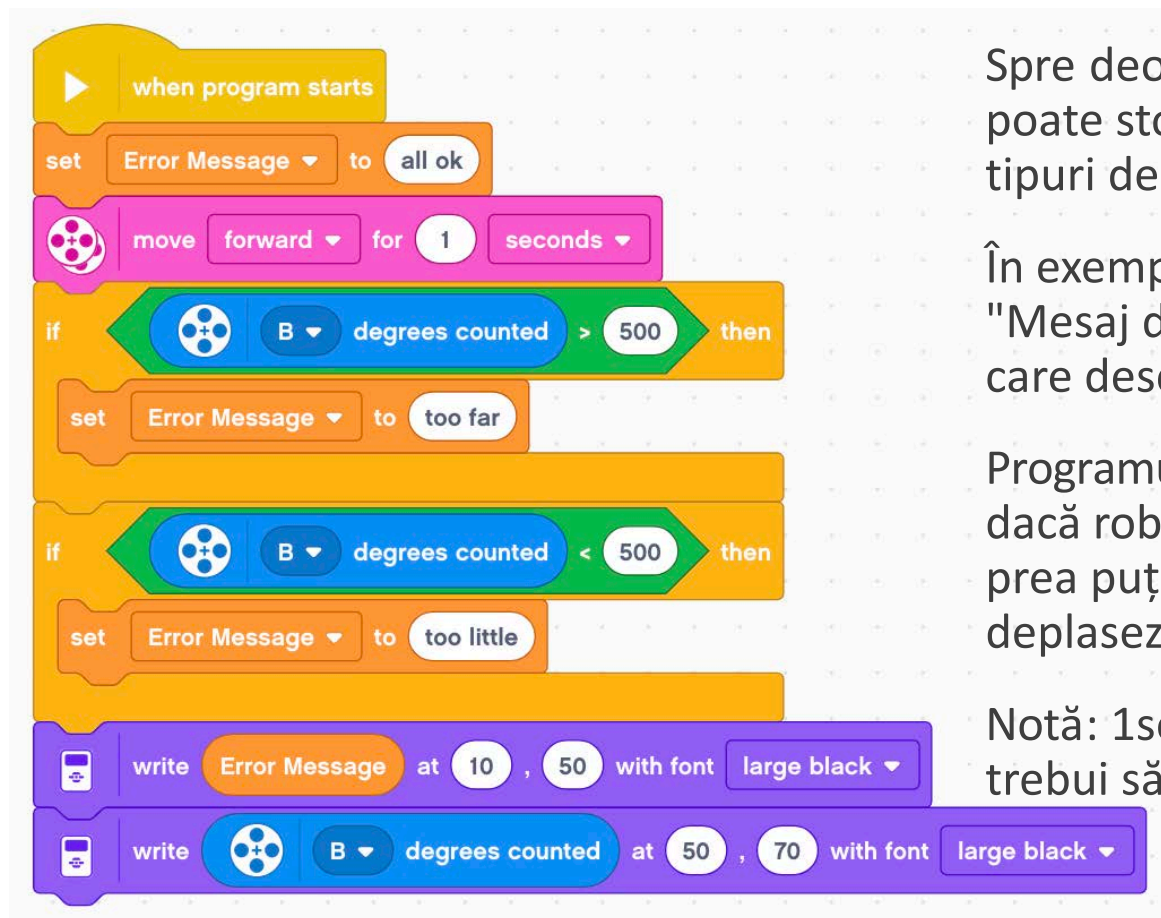 when program starts
set Error Message to all ok
move forward for 1 seconds
if B degrees counted > 500 then
set Error Message to too far
if B degrees counted < 500 then
set Error Message to too little
write Error Message at 10 , 50 with font large black
write B degrees counted at 50 , 70 with font large black
Spre deo
poate sto
tipuri de
În exemp
"Mesaj d
care desc
Programu
dacă rob
prea puț
deplasez
Notă: 1se
trebui să